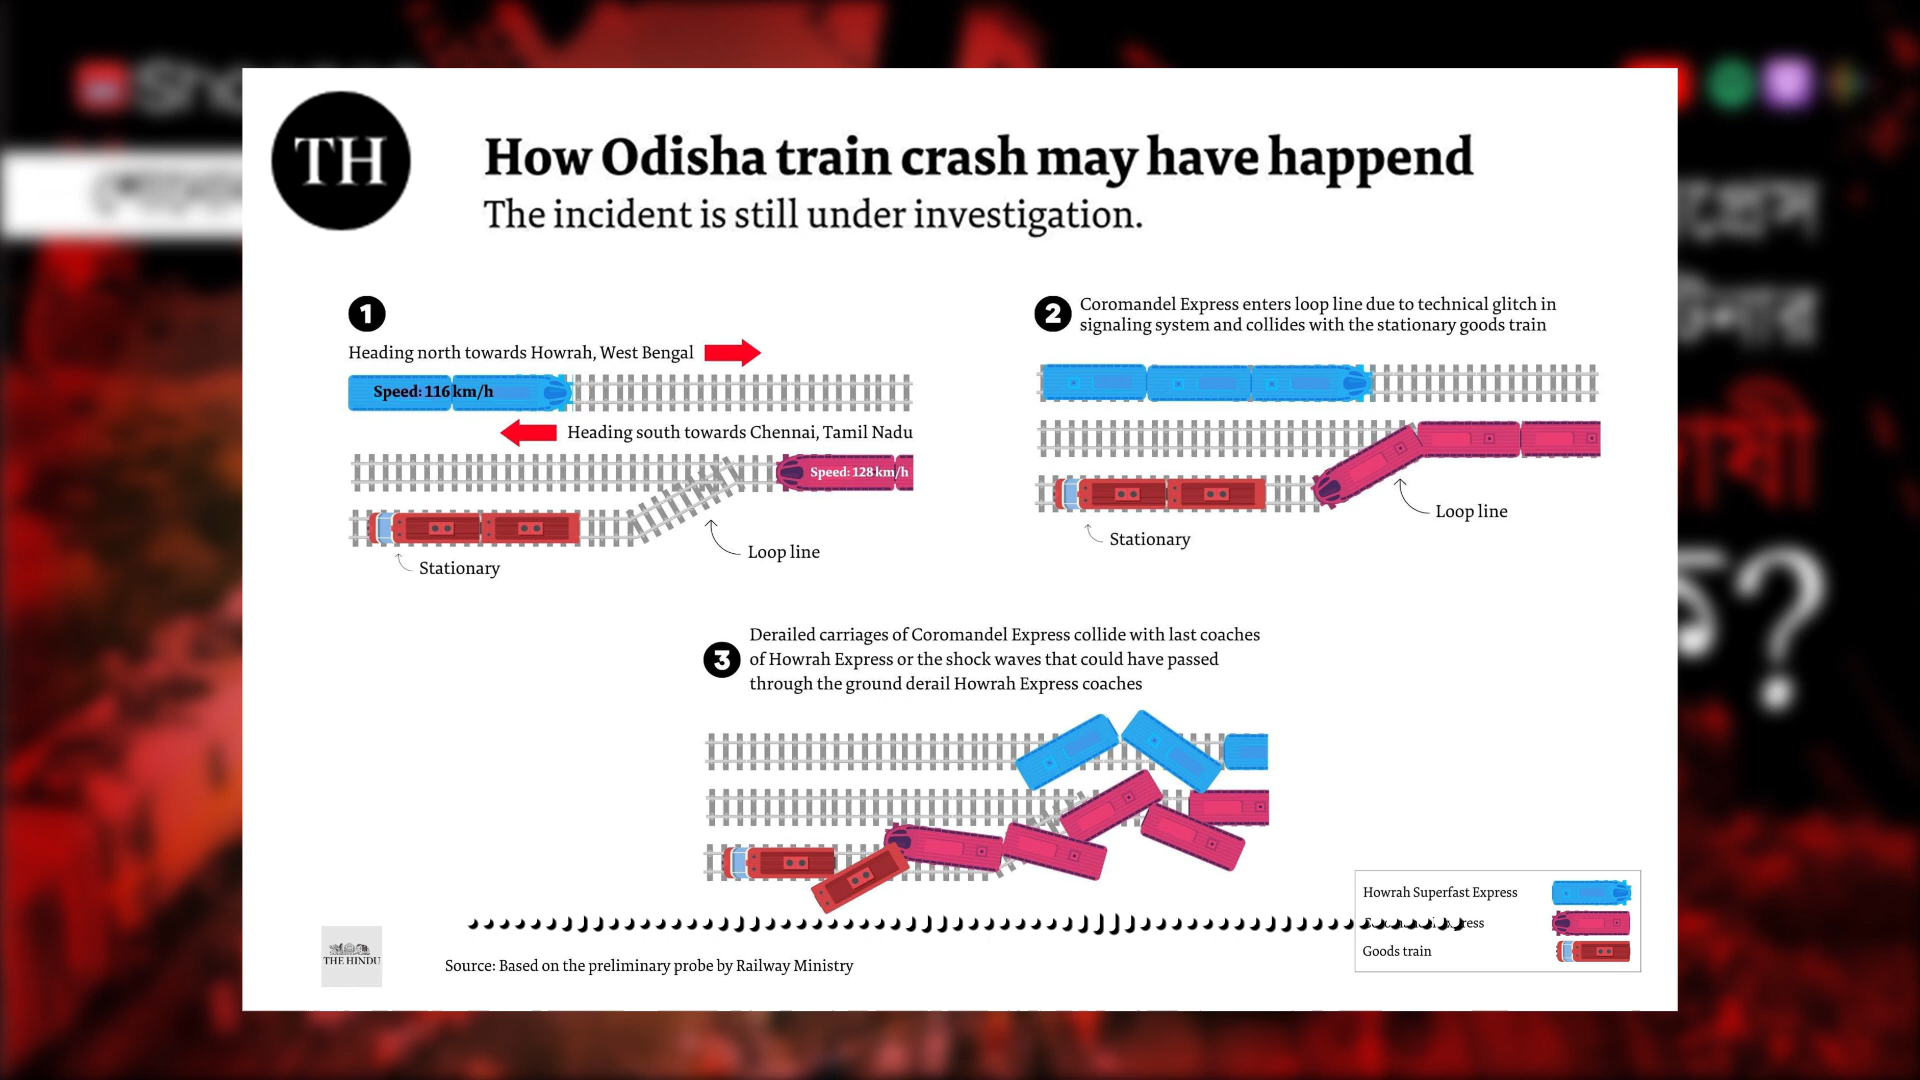 TH
How Odisha train crash may have happend
The incident is still under investigation.
1
Heading north towards Howrah, West Bengal
Speed: 116 km/h
Heading south towards Chennai, Tamil Nadu
Speed: 128 km/h
Loop line
Stationary
2
Coromandel Express enters loop line due to technical glitch in
signaling system and collides with the stationary goods train
Loop line
Stationary
3
Derailed carriages of Coromandel Express collide with last coaches
of Howrah Express or the shock waves that could have passed
through the ground derail Howrah Express coaches
Howrah Superfast Express
Goods train
THE HINDU
Source: Based on the preliminary probe by Railway Ministry